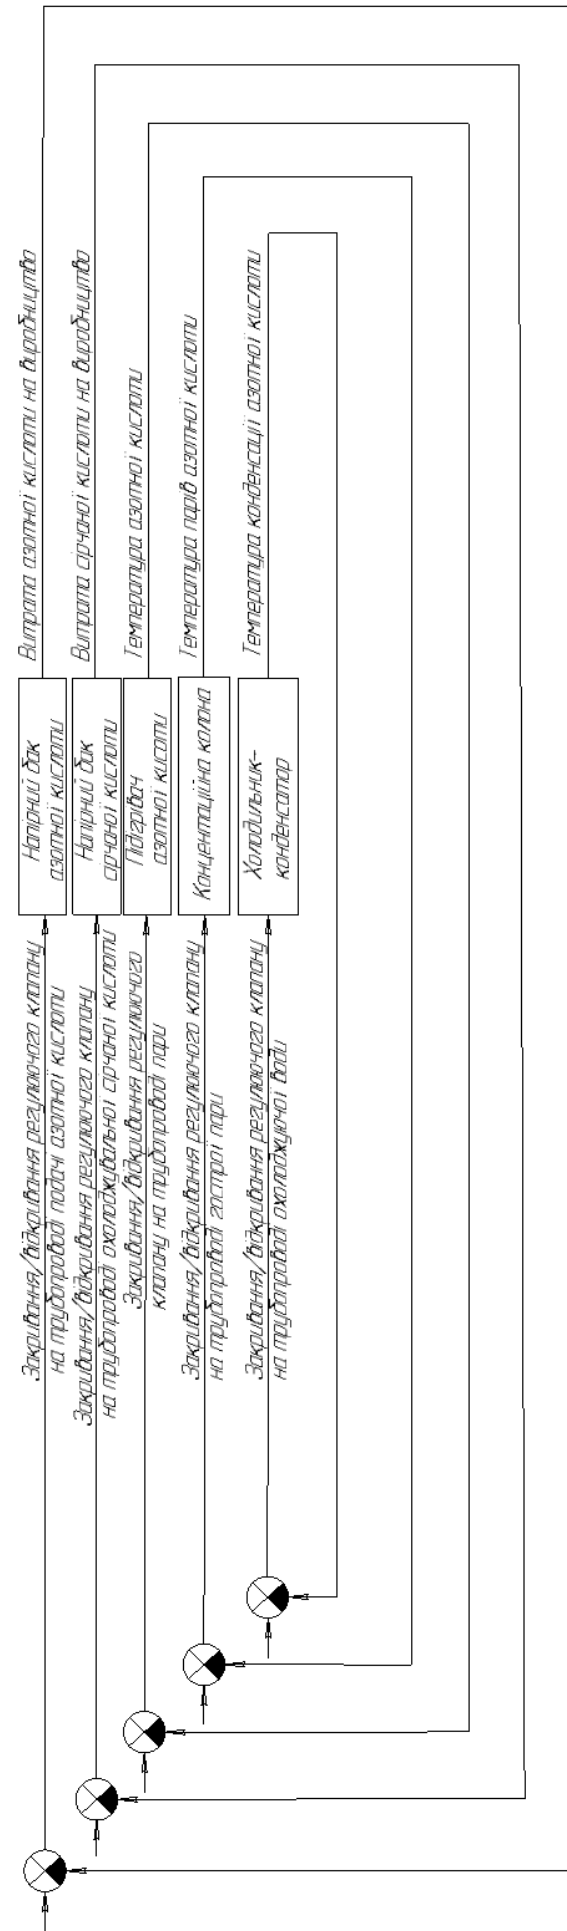 Витрата азотної кислоти на виробництво
Витрата сірчаної кислоти на виробництво
Температура азотної кислоти
Температура парів азотної кислоти
Температура конденсації азотної кислоти
Напірний бак
азотної кислоти
Напірний бак
сірчаної кислоти
Підігрівач
азотної кисоти
Концентаційна колона
Холодильник-
конденсатор
Закривання/відкривання регулюючого клапану
на трубопроводі подачі азотної кислоти
Закривання/відкривання регулюючого клапану
на трубопроводі охолоджувальної сірчаної кислоти
Закривання/відкривання регулюючого
клапану на трубопроводі пари
Закривання/відкривання регулюючого клапану
на трубопроводі гострої пари
Закривання/відкривання регулюючого клапану
на трубопроводі охолоджуючої води